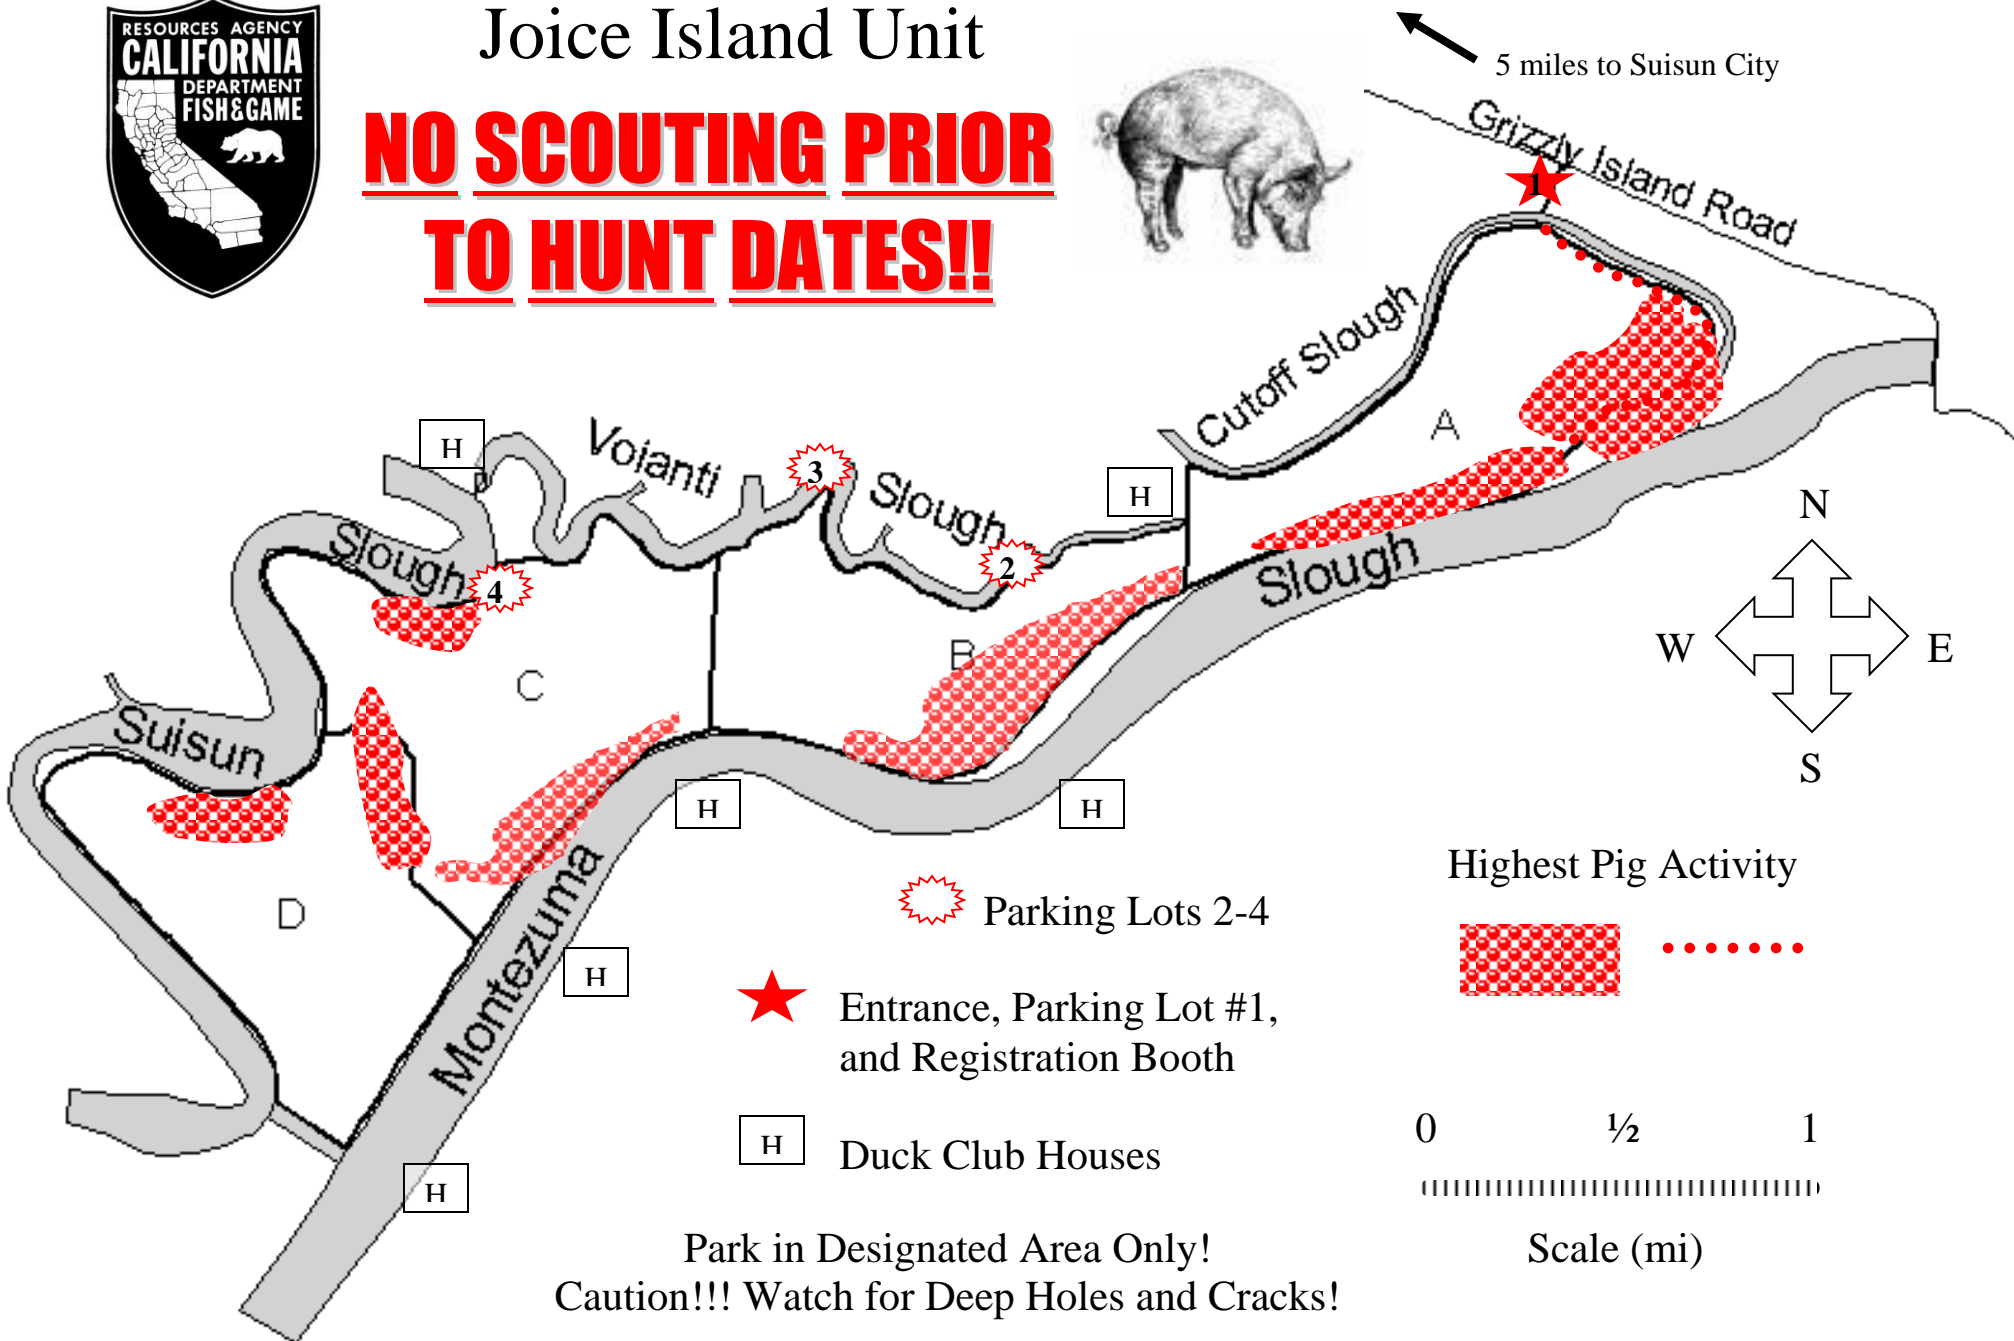 RESOURCES AGENCY
CALIFORNIA
DEPARTMENT
FISH & GAME
Joice Island Unit
NO SCOUTING PRIOR
TO HUNT DATES!!
5 miles to Suisun City
Grizzly Island Road
1
Cutoff Slough
A
H
Voianti
3
Slough
H
2
Slough
4
Slough
B
C
Suisun
D
Montezuma
H
H
H
H
N
W
E
S
Highest Pig Activity
Parking Lots 2-4
Entrance, Parking Lot #1,
and Registration Booth
H
Duck Club Houses
0 ½ 1
Scale (mi)
Park in Designated Area Only!
Caution!!! Watch for Deep Holes and Cracks!